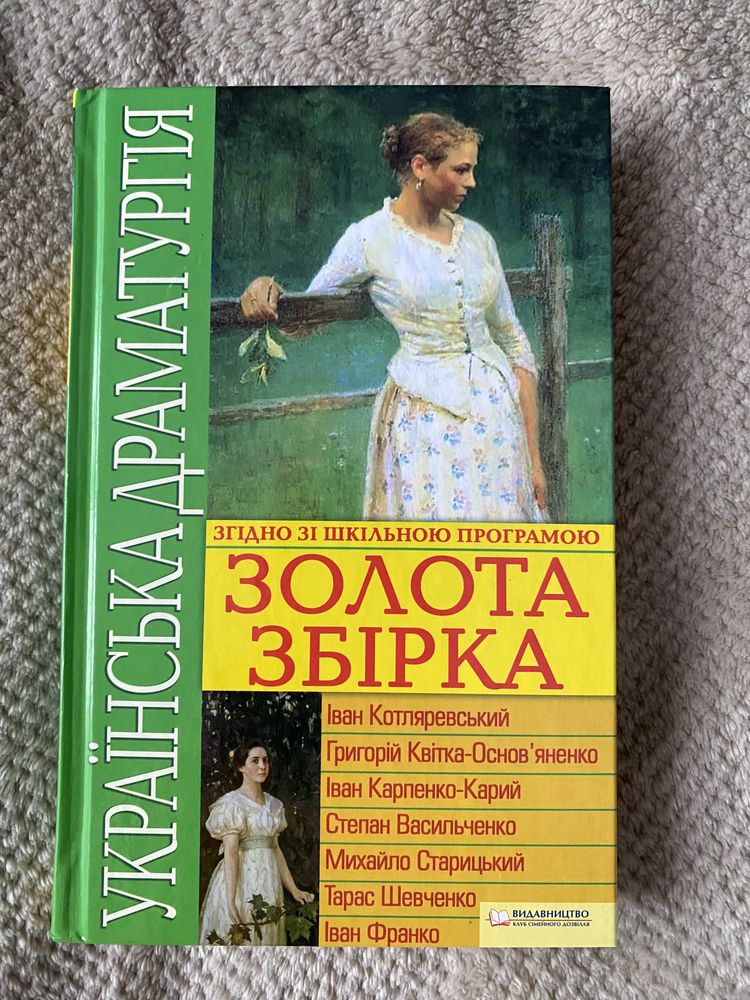 УКРАЇНСЬКА ДРАМАТУРГІЯ
ЗГІДНО ЗІ ШКІЛЬНОЮ ПРОГРАМОЮ
ЗОЛОТА
ЗБІРКА
Іван Котляревський
Григорій Квітка-Основ'яненко
Іван Карпенко-Карий
Степан Васильченко
Михайло Старицький
Тарас Шевченко
Іван Франко
ВИДАВНИЦТВО
КЛУБ СІМЕЙНОГО ДОЗВІЛЛЯ